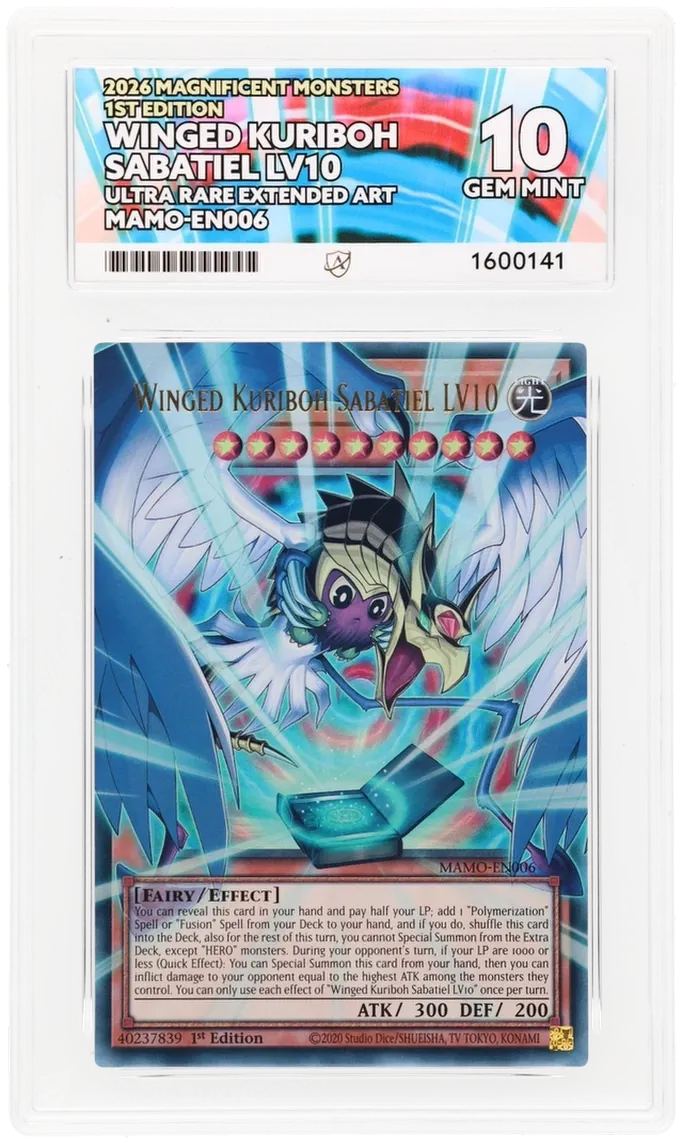 2026 MAGNIFICENT MONSTERS
1ST EDITION
WINGED KURIBOH
SABATIEL LV10
ULTRA RARE EXTENDED ART
MAMO-EN006
10
GEM MINT
A
1600141
WINGED KURIBOH SABATIEL LV10
LIGHT
光
MAMO-EN006
[FAIRY/EFFECT]
You can reveal this card in your hand and pay half your LP; add 1 "Polymerization"
Spell or "Fusion" Spell from your Deck to your hand, and if you do, shuffle this card
into the Deck, also for the rest of this turn, you cannot Special Summon from the Extra
Deck, except "HERO" monsters. During your opponent's turn, if your LP are 1000 or
less (Quick Effect): You can Special Summon this card from your hand, then you can
inflict damage to your opponent equal to the highest ATK among the monsters they
control. You can only use each effect of "Winged Kuriboh Sabatiel LV10" once per turn.
ATK/ 300 DEF/ 200
40237839 1st Edition ©2020 Studio Dice/SHUEISHA, TV TOKYO, KONAMI